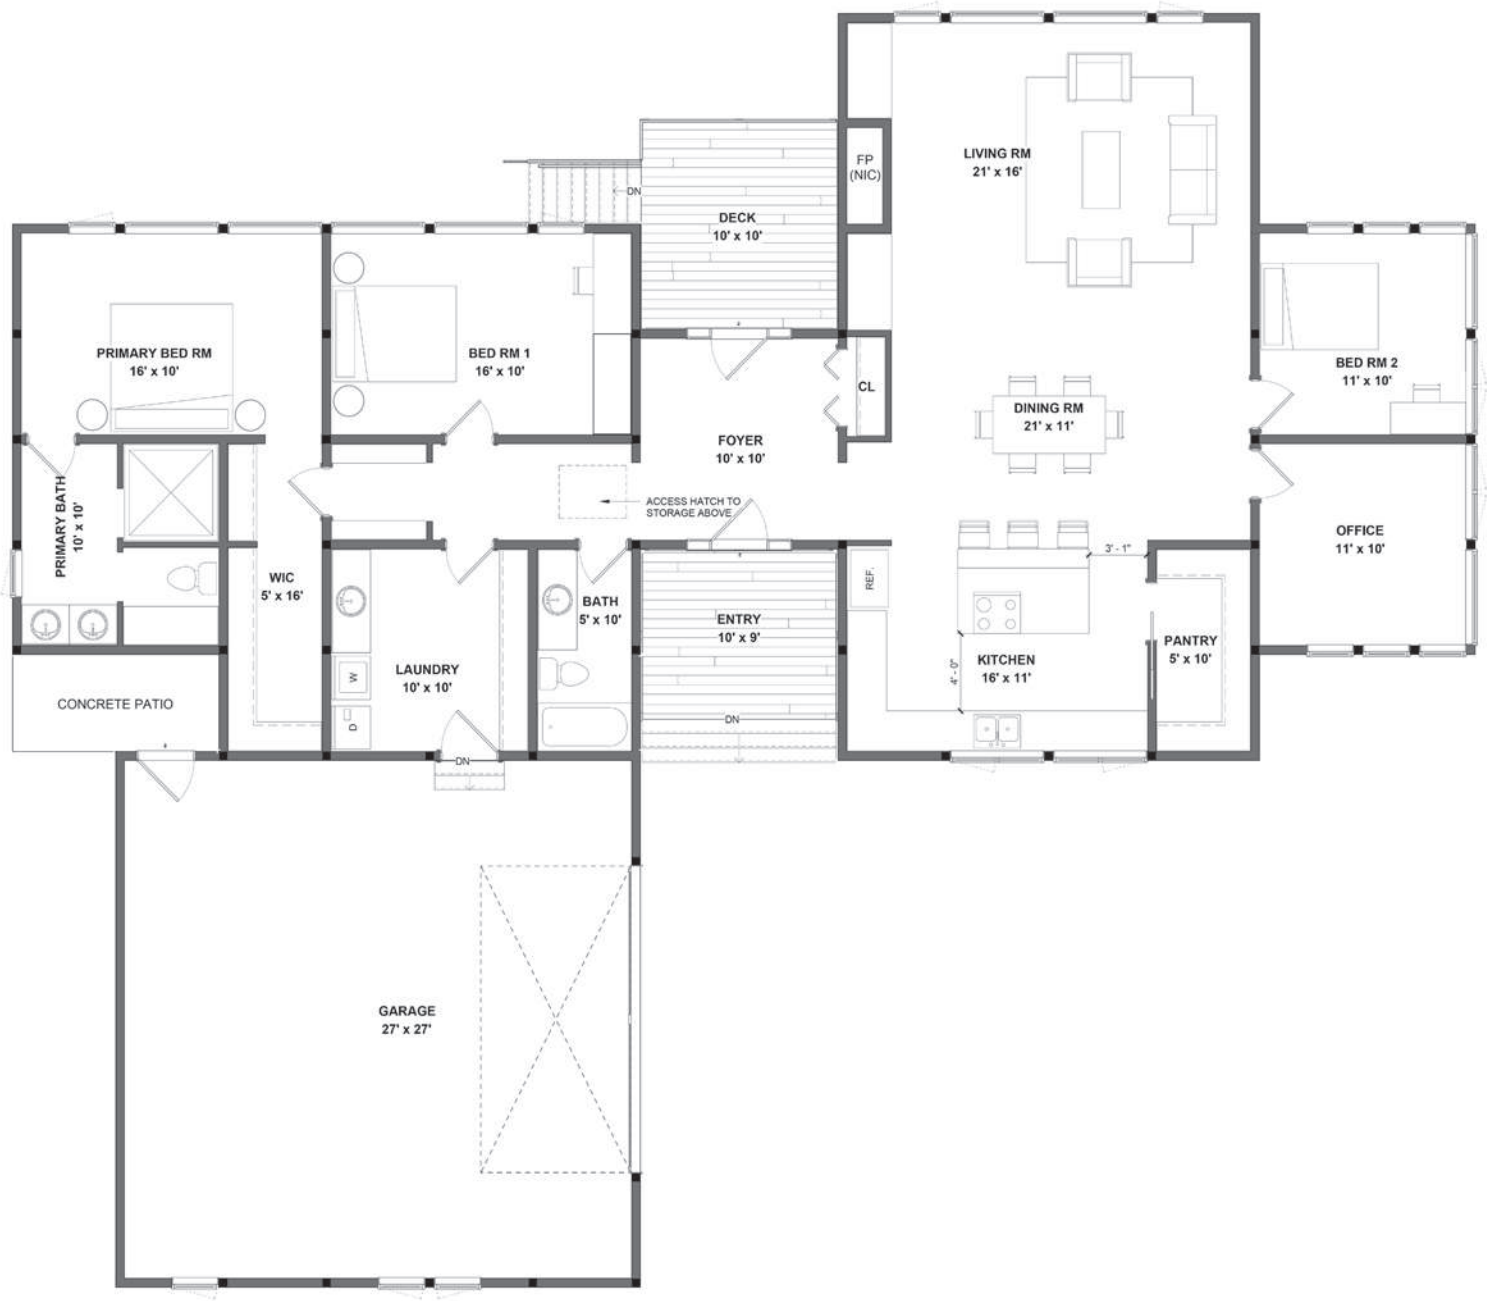 LIVING RM
21' x 16'
FP
(NIC)
DN
DECK
10' x 10'
PRIMARY BED RM
16' x 10'
BED RM 1
16' x 10'
CL
BED RM 2
11' x 10'
DINING RM
21' x 11'
FOYER
10' x 10'
ACCESS HATCH TO
STORAGE ABOVE
PRIMARY BATH
10' x 10'
OFFICE
11' x 10'
3' - 1"
REF.
WIC
5' x 16'
BATH
5' x 10'
ENTRY
10' x 9'
PANTRY
5' x 10'
KITCHEN
16' x 11'
4' - 0"
LAUNDRY
10' x 10'
W
D
CONCRETE PATIO
DN
DN
GARAGE
27' x 27'